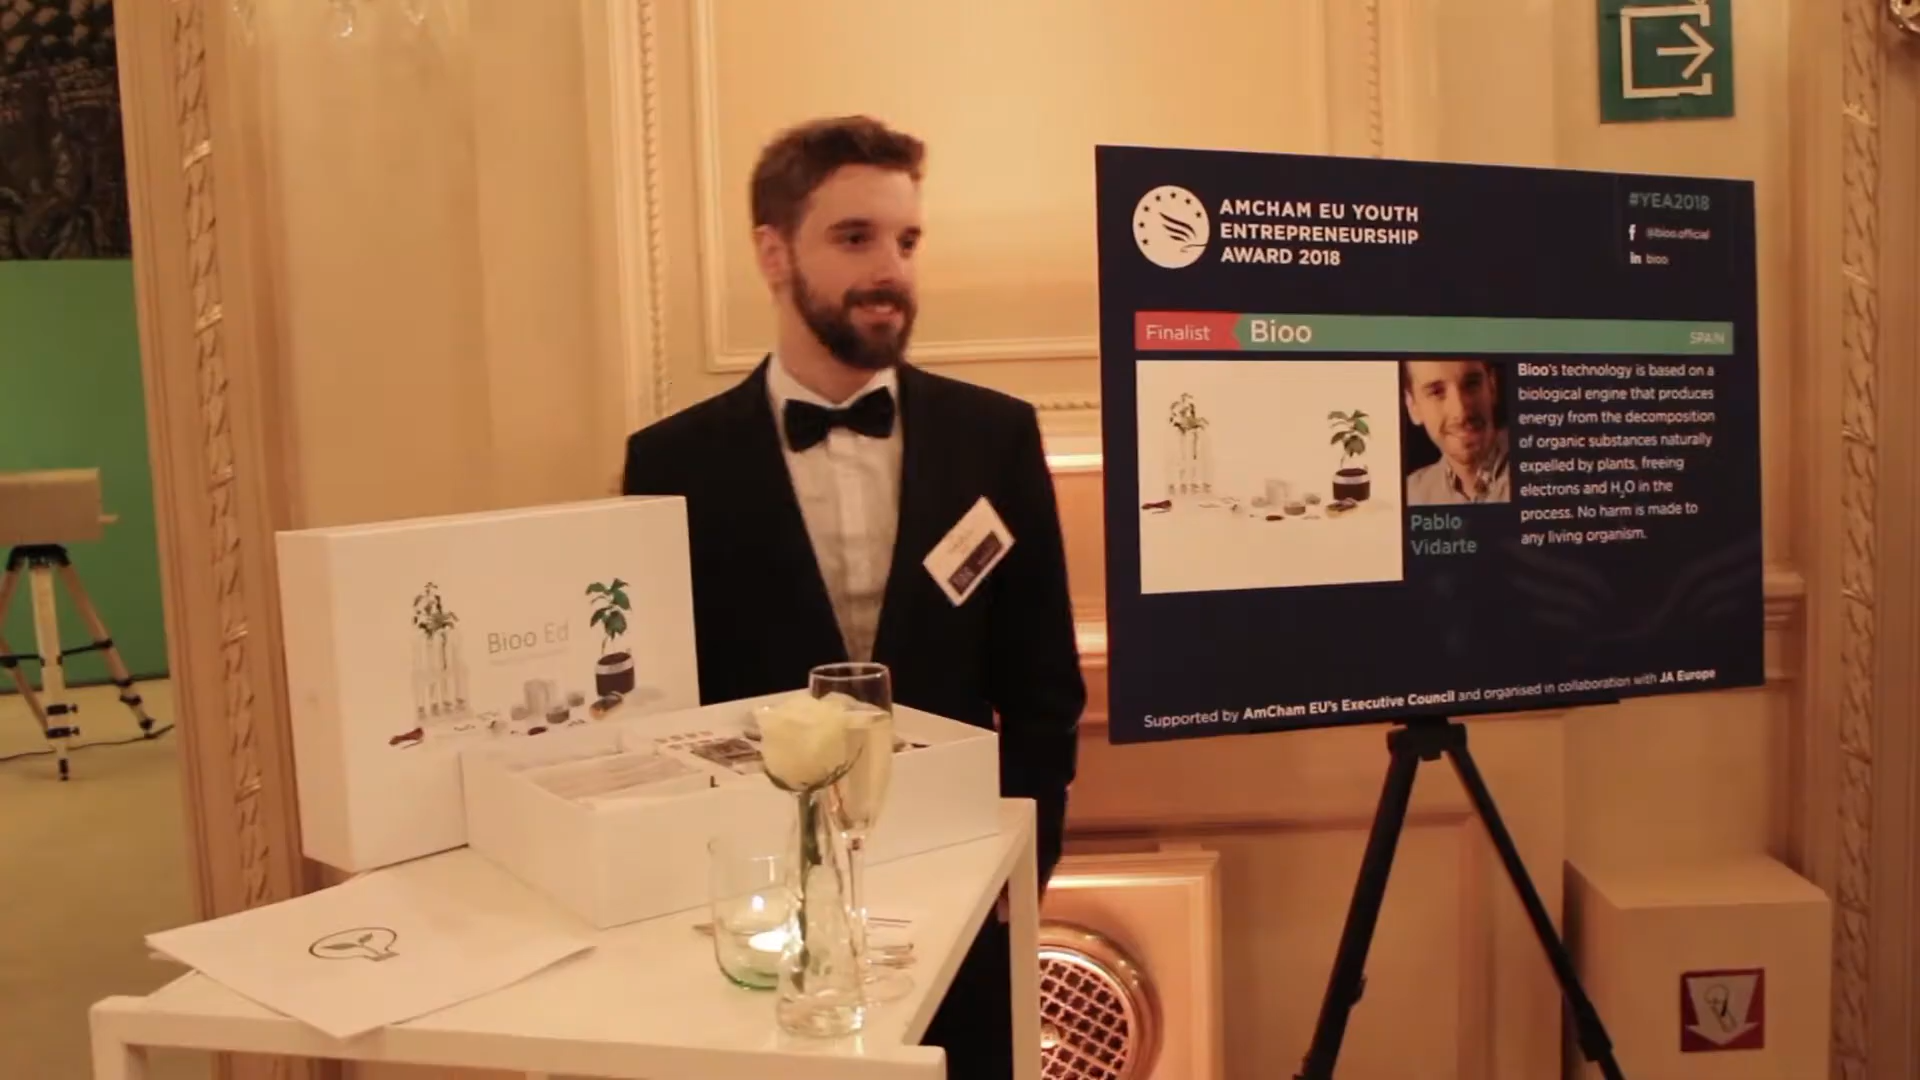 AMCHAM EU YOUTH
ENTREPRENEURSHIP
AWARD 2018
#YEA2018
@bioo.official
in bioo
Finalist Bioo SPAIN
Bioo's technology is based on a
biological engine that produces
energy from the decomposition
of organic substances naturally
expelled by plants, freeing
electrons and H₂O in the
process. No harm is made to
any living organism.
Pablo
Vidarte
Supported by AmCham EU's Executive Council and organised in collaboration with JA Europe
Bioo Ed